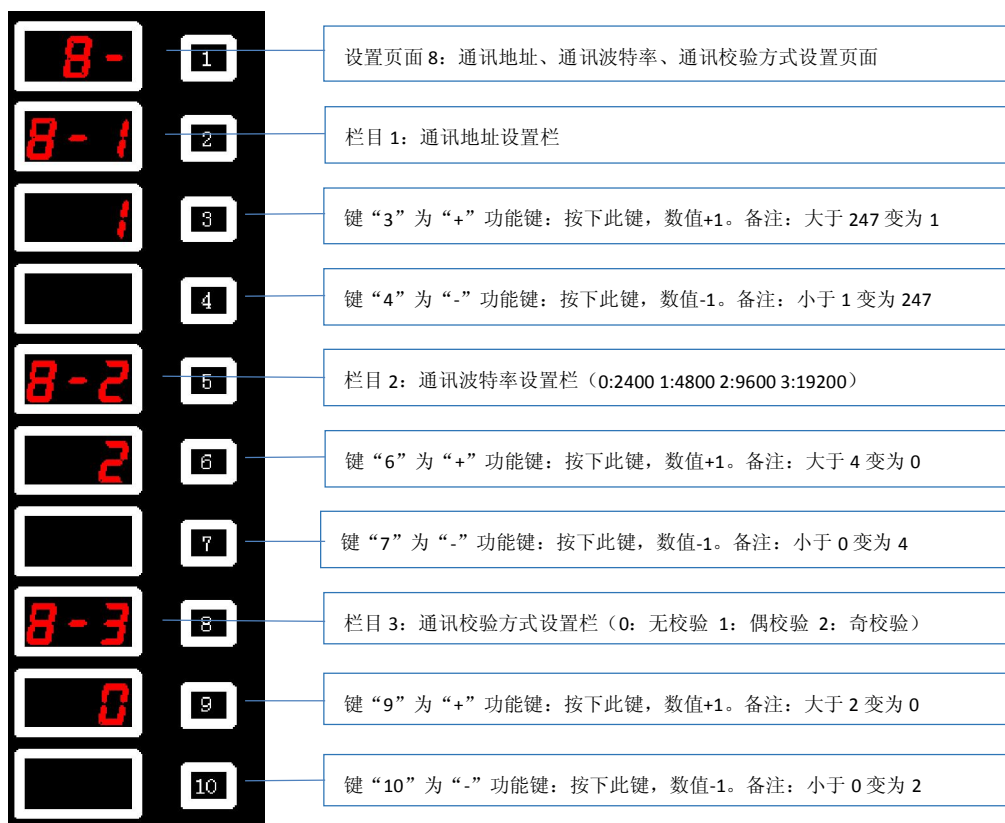 8-
1
设置页面 8：通讯地址、通讯波特率、通讯校验方式设置页面
8-1
2
栏目 1：通讯地址设置栏
1
3
键“3”为“+”功能键：按下此键，数值+1。备注：大于 247 变为 1
4
键“4”为“-”功能键：按下此键，数值-1。备注：小于 1 变为 247
8-2
5
栏目 2：通讯波特率设置栏（0:2400 1:4800 2:9600 3:19200）
2
6
键“6”为“+”功能键：按下此键，数值+1。备注：大于 4 变为 0
7
键“7”为“-”功能键：按下此键，数值-1。备注：小于 0 变为 4
8-3
8
栏目 3：通讯校验方式设置栏（0：无校验 1：偶校验 2：奇校验）
0
9
键“9”为“+”功能键：按下此键，数值+1。备注：大于 2 变为 0
10
键“10”为“-”功能键：按下此键，数值-1。备注：小于 0 变为 2